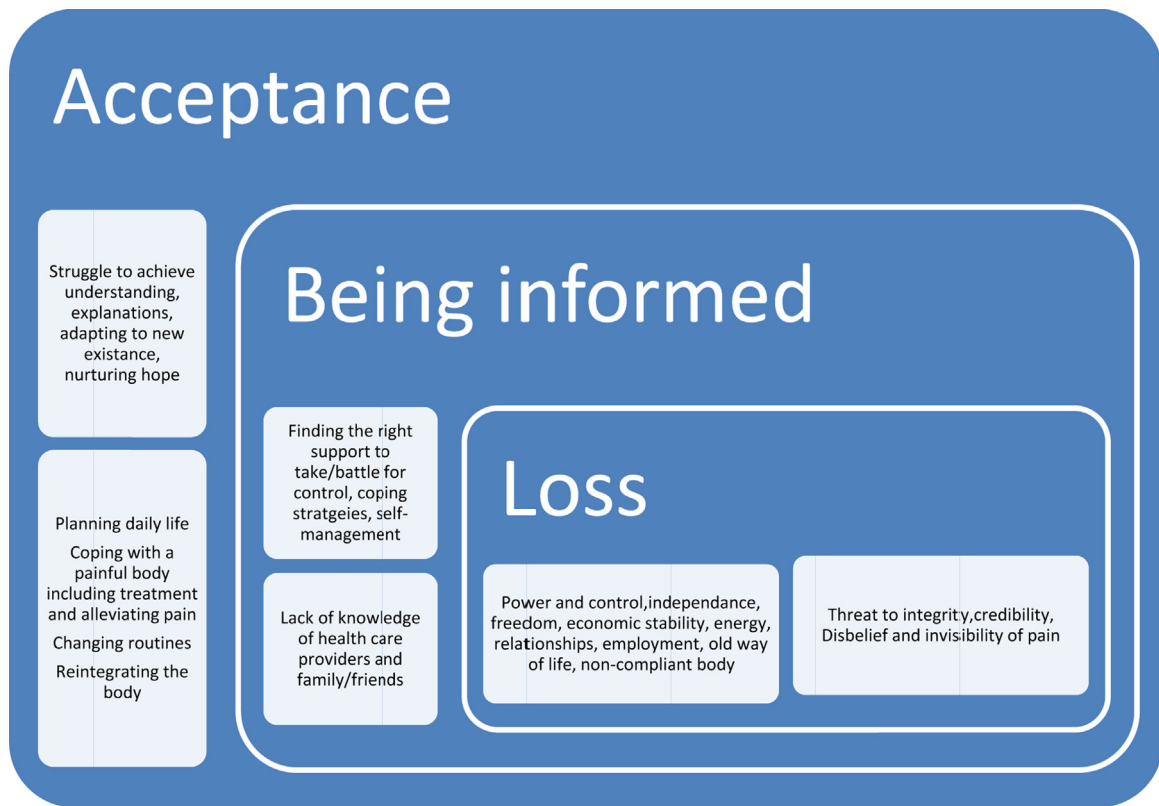 Acceptance
Struggle to achieve
understanding,
explanations,
adapting to new
existance,
nurturing hope
Planning daily life
Coping with a
painful body
including treatment
and alleviating pain
Changing routines
Reintegrating the
body
Being informed
Finding the right
support to
take/battle for
control, coping
stratgeies, self-
management
Lack of knowledge
of health care
providers and
family/friends
Loss
Power and control,independance,
freedom, economic stability, energy,
relationships, employment, old way
of life, non-compliant body
Threat to integrity,credibility,
Disbelief and invisibility of pain